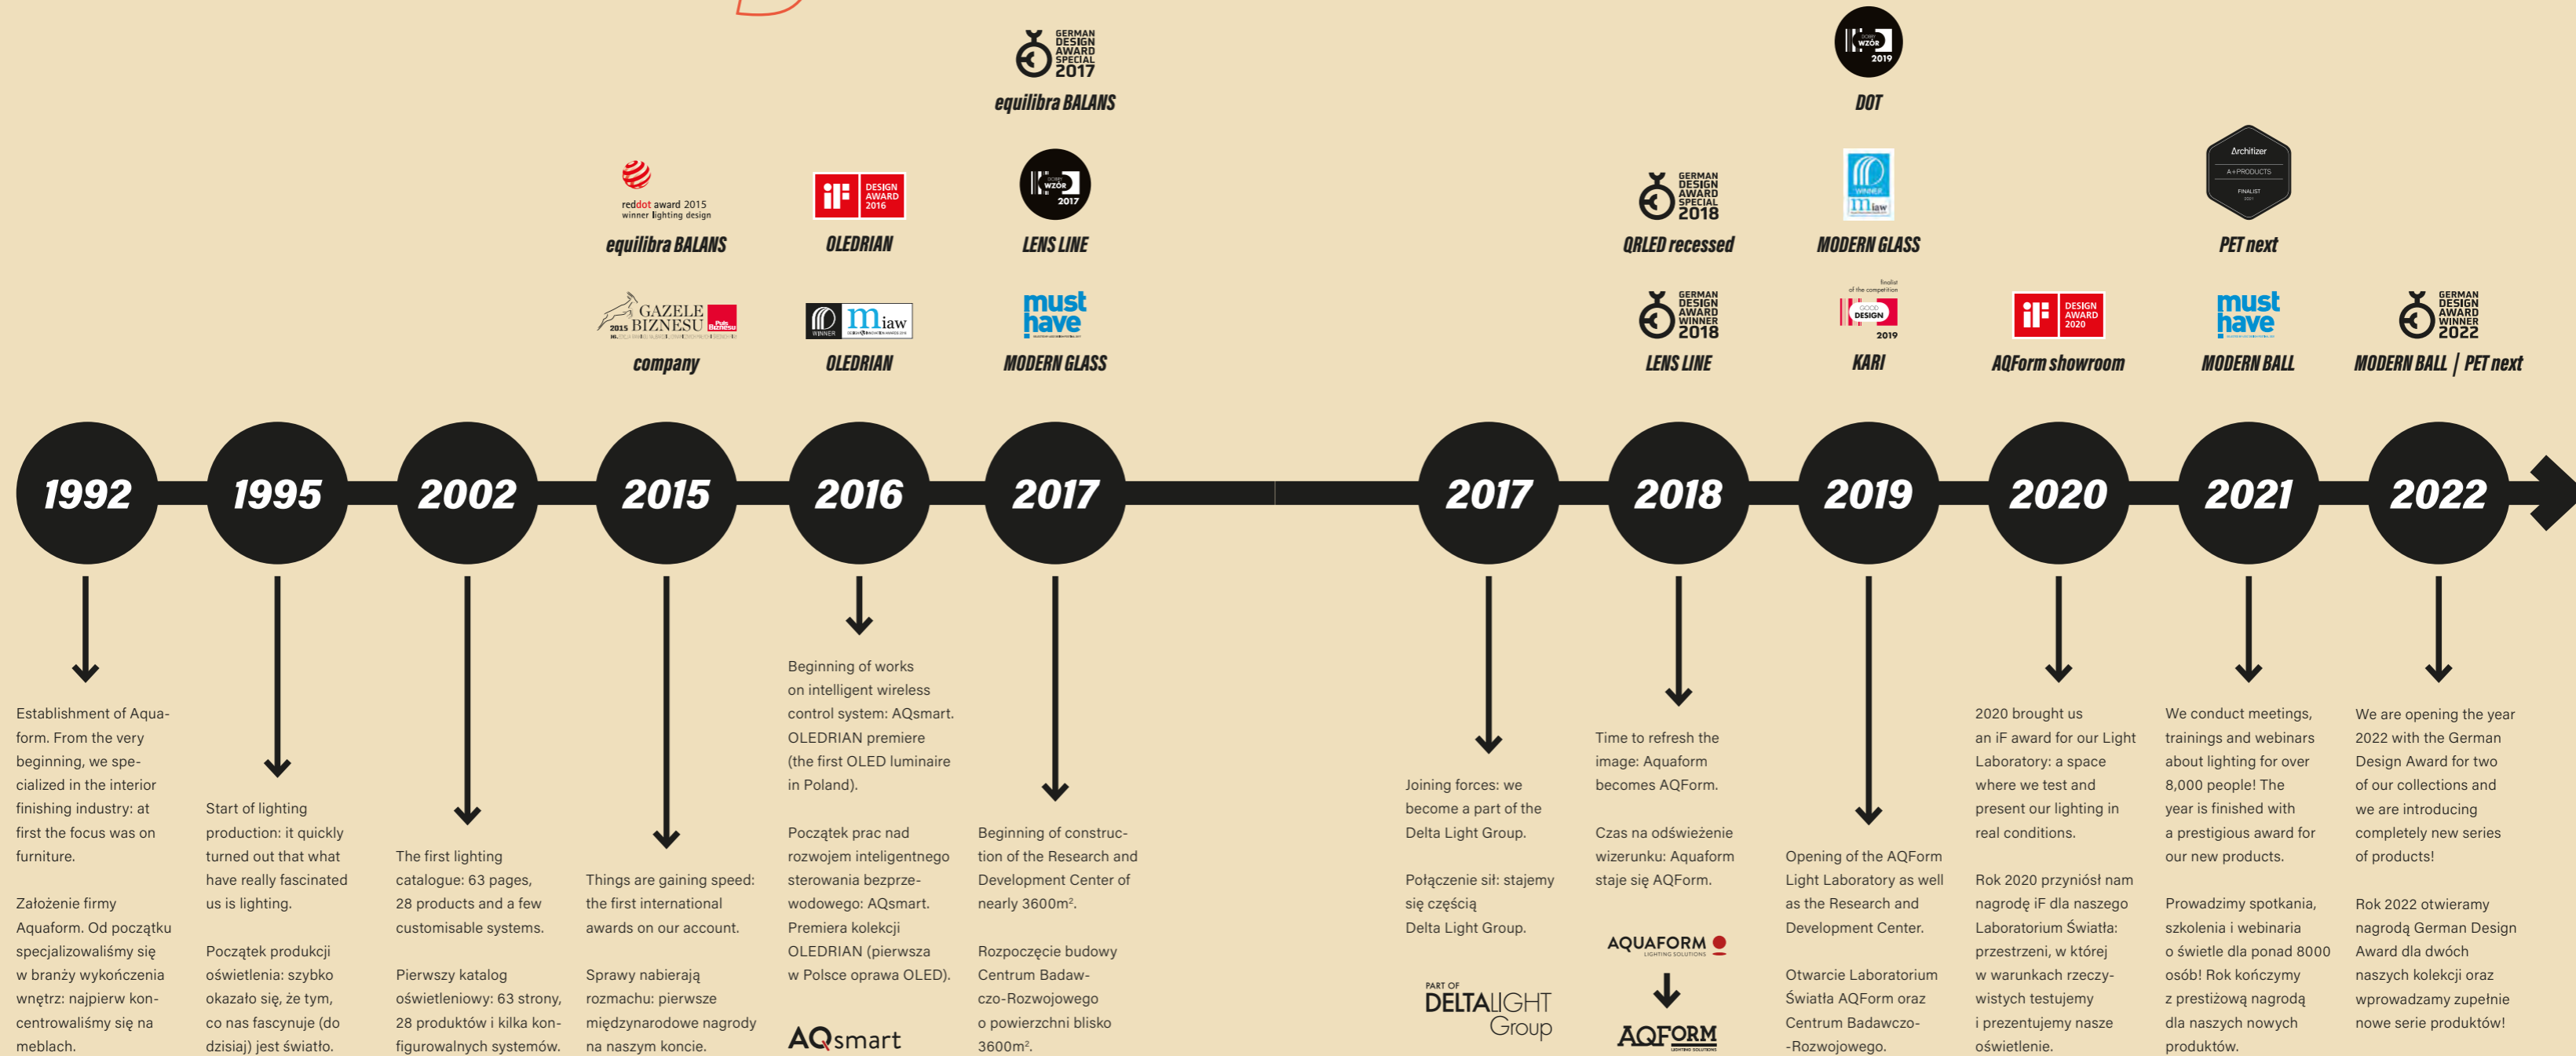 GERMAN
DESIGN
AWARD
SPECIAL
2017
equilibra BALANS
DOBRY
WZÓR
2019
DOT
reddot award 2015
winner lighting design
equilibra BALANS
iF DESIGN
AWARD
2016
OLEDRIAN
DOBRY
WZÓR
2017
LENS LINE
GERMAN
DESIGN
AWARD
SPECIAL
2018
QRLED recessed
WINNER
miaw
MODERN GLASS
Architizer
A+PRODUCTS
FINALIST
2021
PET next
2015 GAZELE
BIZNESU
Puls
Biznesu
company
WINNER
miaw
OLEDRIAN
must
have
MODERN GLASS
GERMAN
DESIGN
AWARD
WINNER
2018
LENS LINE
finalist
of the competition
GOOD
DESIGN
2019
KARI
iF DESIGN
AWARD
2020
AQForm showroom
must
have
MODERN BALL
GERMAN
DESIGN
AWARD
WINNER
2022
MODERN BALL | PET next
1992
1995
2002
2015
2016
2017
2017
2018
2019
2020
2021
2022
Establishment of Aqua-
form. From the very
beginning, we spe-
cialized in the interior
finishing industry: at
first the focus was on
furniture.
Założenie firmy
Aquaform. Od początku
specjalizowaliśmy się
w branży wykończenia
wnętrz: najpierw kon-
centrowaliśmy się na
meblach.
Start of lighting
production: it quickly
turned out that what
have really fascinated
us is lighting.
Początek produkcji
oświetlenia: szybko
okazało się, że tym,
co nas fascynuje (do
dzisiaj) jest światło.
The first lighting
catalogue: 63 pages,
28 products and a few
customisable systems.
Pierwszy katalog
oświetleniowy: 63 strony,
28 produktów i kilka kon-
figurowalnych systemów.
Things are gaining speed:
the first international
awards on our account.
Sprawy nabierają
rozmachu: pierwsze
międzynarodowe nagrody
na naszym koncie.
Beginning of works
on intelligent wireless
control system: AQsmart.
OLEDRIAN premiere
(the first OLED luminaire
in Poland).
Początek prac nad
rozwojem inteligentnego
sterowania bezprze-
wodowego: AQsmart.
Premiera kolekcji
OLEDRIAN (pierwsza
w Polsce oprawa OLED).
AQsmart
Beginning of construc-
tion of the Research and
Development Center of
nearly 3600m².
Rozpoczęcie budowy
Centrum Badaw-
czo-Rozwojowego
o powierzchni blisko
3600m².
Joining forces: we
become a part of the
Delta Light Group.
Połączenie sił: stajemy
się częścią
Delta Light Group.
PART OF
DELTALIGHT
Group
Time to refresh the
image: Aquaform
becomes AQForm.
Czas na odświeżenie
wizerunku: Aquaform
staje się AQForm.
AQUAFORM
LIGHTING SOLUTIONS
AQFORM
LIGHTING SOLUTIONS
Opening of the AQForm
Light Laboratory as well
as the Research and
Development Center.
Otwarcie Laboratorium
Światła AQForm oraz
Centrum Badawczo-
-Rozwojowego.
2020 brought us
an iF award for our Light
Laboratory: a space
where we test and
present our lighting in
real conditions.
Rok 2020 przyniósł nam
nagrodę iF dla naszego
Laboratorium Światła:
przestrzeni, w której
w warunkach rzeczy-
wistych testujemy
i prezentujemy nasze
oświetlenie.
We conduct meetings,
trainings and webinars
about lighting for over
8,000 people! The
year is finished with
a prestigious award for
our new products.
Prowadzimy spotkania,
szkolenia i webinaria
o świetle dla ponad 8000
osób! Rok kończymy
z prestiżową nagrodą
dla naszych nowych
produktów.
We are opening the year
2022 with the German
Design Award for two
of our collections and
we are introducing
completely new series
of products!
Rok 2022 otwieramy
nagrodą German Design
Award dla dwóch
naszych kolekcji oraz
wprowadzamy zupełnie
nowe serie produktów!